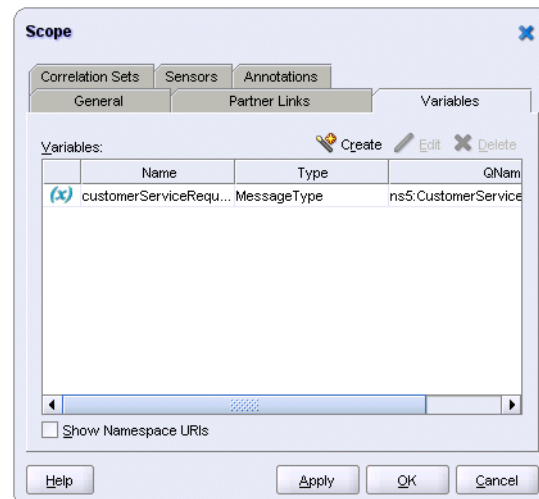 Scope
Correlation Sets Sensors Annotations
General Partner Links Variables
Variables: Create Edit Delete
Name Type QNam
(x) customerServiceRequ... MessageType ns5:CustomerService
Show Namespace URIs
Help Apply OK Cancel